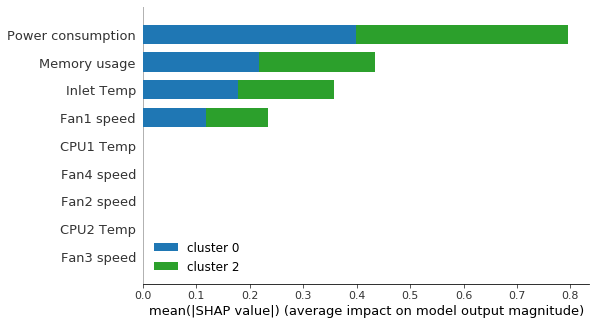 Power consumption
Memory usage
Inlet Temp
Fan1 speed
CPU1 Temp
Fan4 speed
Fan2 speed
CPU2 Temp
Fan3 speed
cluster 0
cluster 2
0.0 0.1 0.2 0.3 0.4 0.5 0.6 0.7 0.8
mean(|SHAP value|) (average impact on model output magnitude)